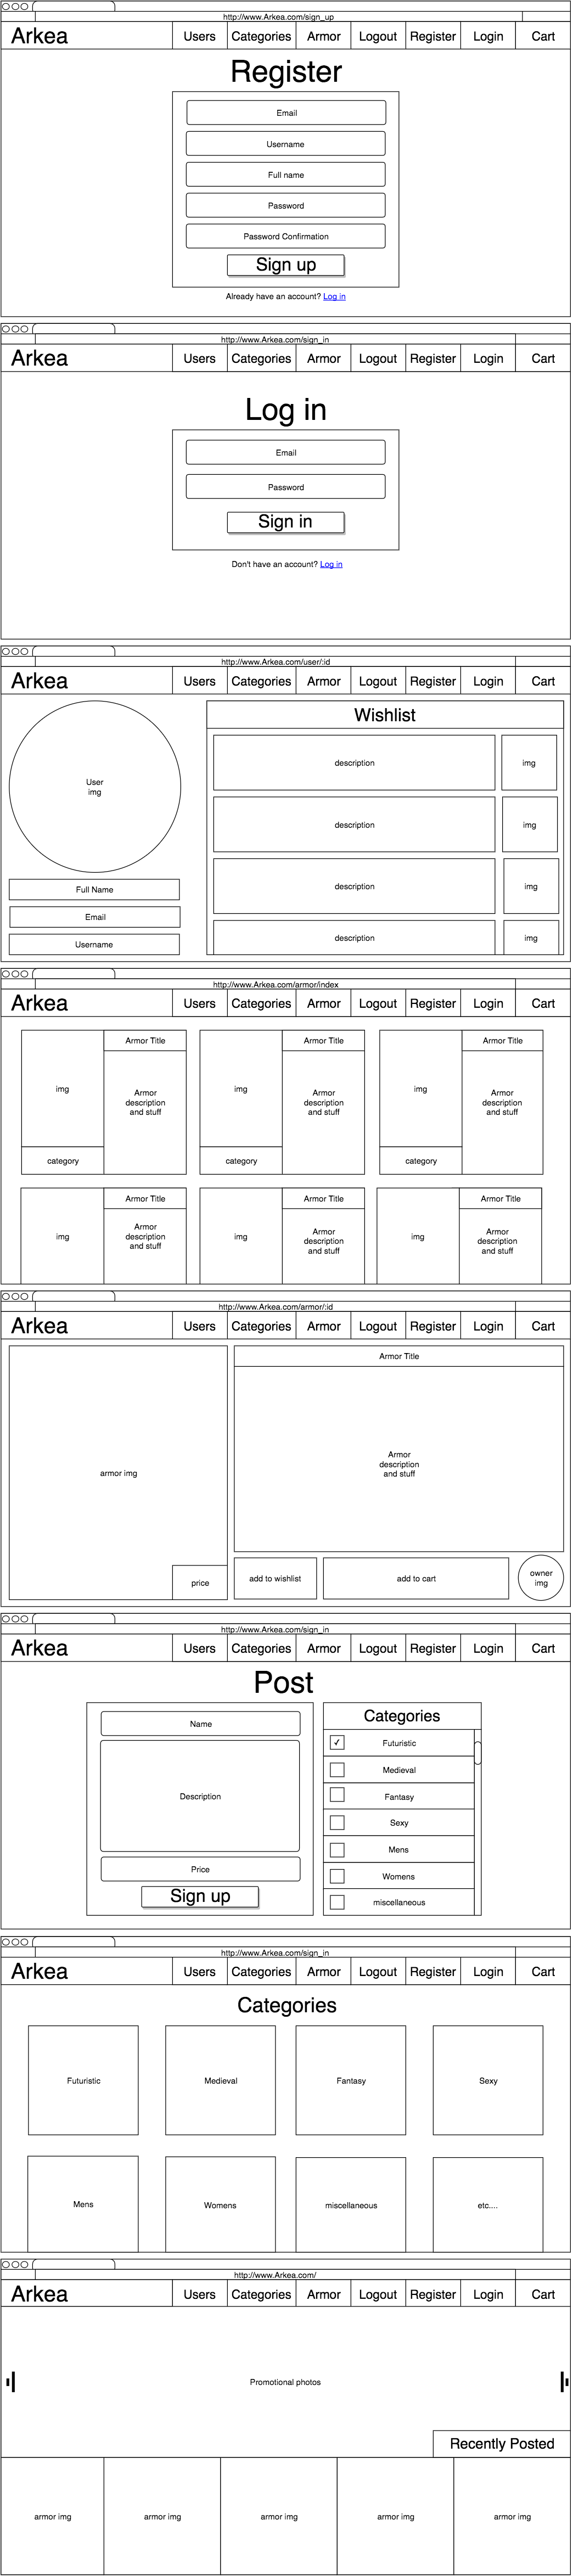 http://www.Arkea.com/sign_up
Arkea Users Categories Armor Logout Register Login Cart
Register
Email
Username
Full name
Password
Password Confirmation
Sign up
Already have an account? Log in
http://www.Arkea.com/sign_in
Arkea Users Categories Armor Logout Register Login Cart
Log in
Email
Password
Sign in
Don't have an account? Log in
http://www.Arkea.com/user/:id
Arkea Users Categories Armor Logout Register Login Cart
User
img
Full Name
Email
Username
Wishlist
description img
description img
description img
description img
http://www.Arkea.com/armor/index
Arkea Users Categories Armor Logout Register Login Cart
img
Armor Title
Armor
description
and stuff
category
img
Armor Title
Armor
description
and stuff
category
img
Armor Title
Armor
description
and stuff
category
img
Armor Title
Armor
description
and stuff
img
Armor Title
Armor
description
and stuff
img
Armor Title
Armor
description
and stuff
http://www.Arkea.com/armor/:id
Arkea Users Categories Armor Logout Register Login Cart
armor img
price
Armor Title
Armor
description
and stuff
add to wishlist
add to cart
owner
img
http://www.Arkea.com/sign_in
Arkea Users Categories Armor Logout Register Login Cart
Post
Name
Description
Price
Sign up
Categories
Futuristic
Medieval
Fantasy
Sexy
Mens
Womens
miscellaneous
http://www.Arkea.com/sign_in
Arkea Users Categories Armor Logout Register Login Cart
Categories
Futuristic Medieval Fantasy Sexy
Mens Womens miscellaneous etc....
http://www.Arkea.com/
Arkea Users Categories Armor Logout Register Login Cart
Promotional photos
Recently Posted
armor img armor img armor img armor img armor img